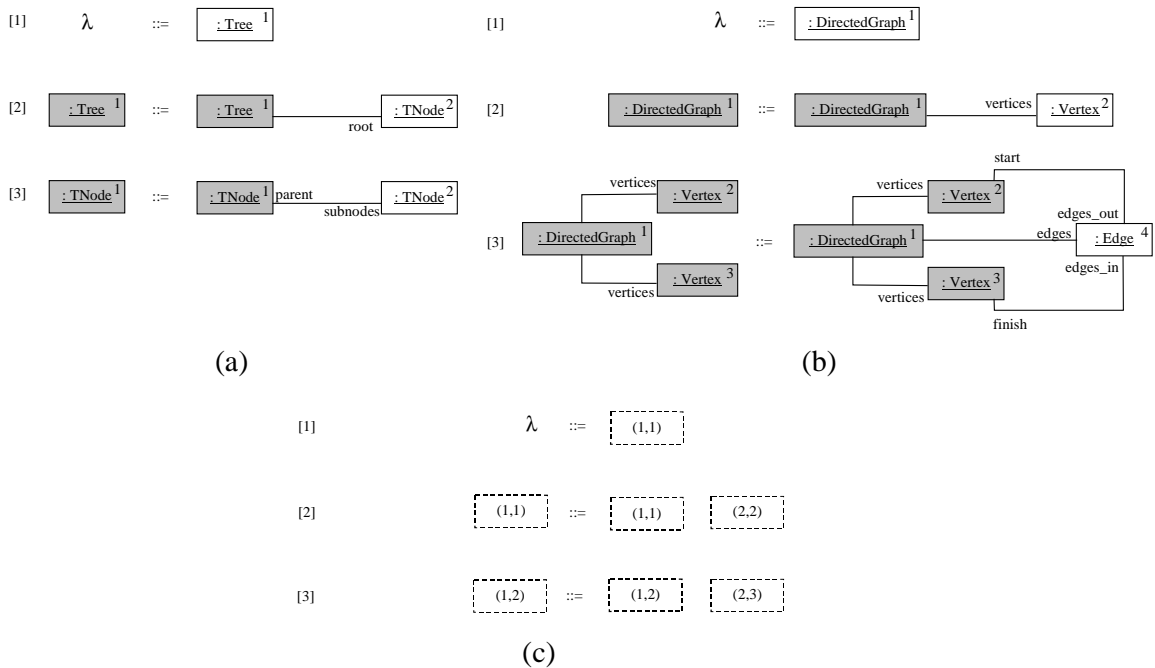 [1] λ ::= : Tree 1
[2] : Tree 1 ::= : Tree 1 root : TNode 2
[3] : TNode 1 ::= : TNode 1 parent subnodes : TNode 2
(a)
[1] λ ::= : DirectedGraph 1
[2] : DirectedGraph 1 ::= : DirectedGraph 1 vertices : Vertex 2
start
vertices : Vertex 2 vertices : Vertex 2
edges_out
[3] : DirectedGraph 1 ::= : DirectedGraph 1 edges : Edge 4
edges_in
vertices : Vertex 3 vertices : Vertex 3
finish
(b)
[1] λ ::= (1,1)
[2] (1,1) ::= (1,1) (2,2)
[3] (1,2) ::= (1,2) (2,3)
(c)